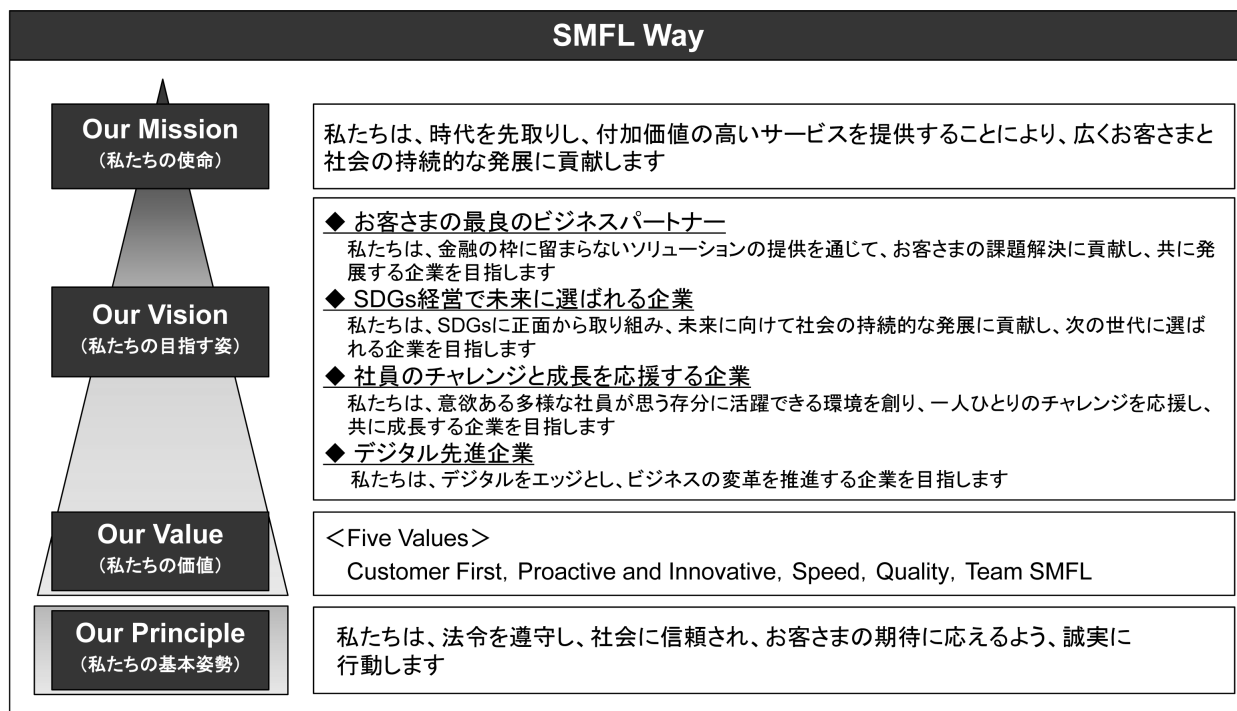 SMFL Way
Our Mission
（私たちの使命）
私たちは、時代を先取りし、付加価値の高いサービスを提供することにより、広くお客さまと
社会の持続的な発展に貢献します
Our Vision
（私たちの目指す姿）
◆ お客さまの最良のビジネスパートナー
私たちは、金融の枠に留まらないソリューションの提供を通じて、お客さまの課題解決に貢献し、共に発
展する企業を目指します
◆ SDGs経営で未来に選ばれる企業
私たちは、SDGsに正面から取り組み、未来に向けて社会の持続的な発展に貢献し、次の世代に選ば
れる企業を目指します
◆ 社員のチャレンジと成長を応援する企業
私たちは、意欲ある多様な社員が思う存分に活躍できる環境を創り、一人ひとりのチャレンジを応援し、
共に成長する企業を目指します
◆ デジタル先進企業
私たちは、デジタルをエッジとし、ビジネスの変革を推進する企業を目指します
Our Value
（私たちの価値）
＜Five Values＞
Customer First, Proactive and Innovative, Speed, Quality, Team SMFL
Our Principle
（私たちの基本姿勢）
私たちは、法令を遵守し、社会に信頼され、お客さまの期待に応えるよう、誠実に
行動します